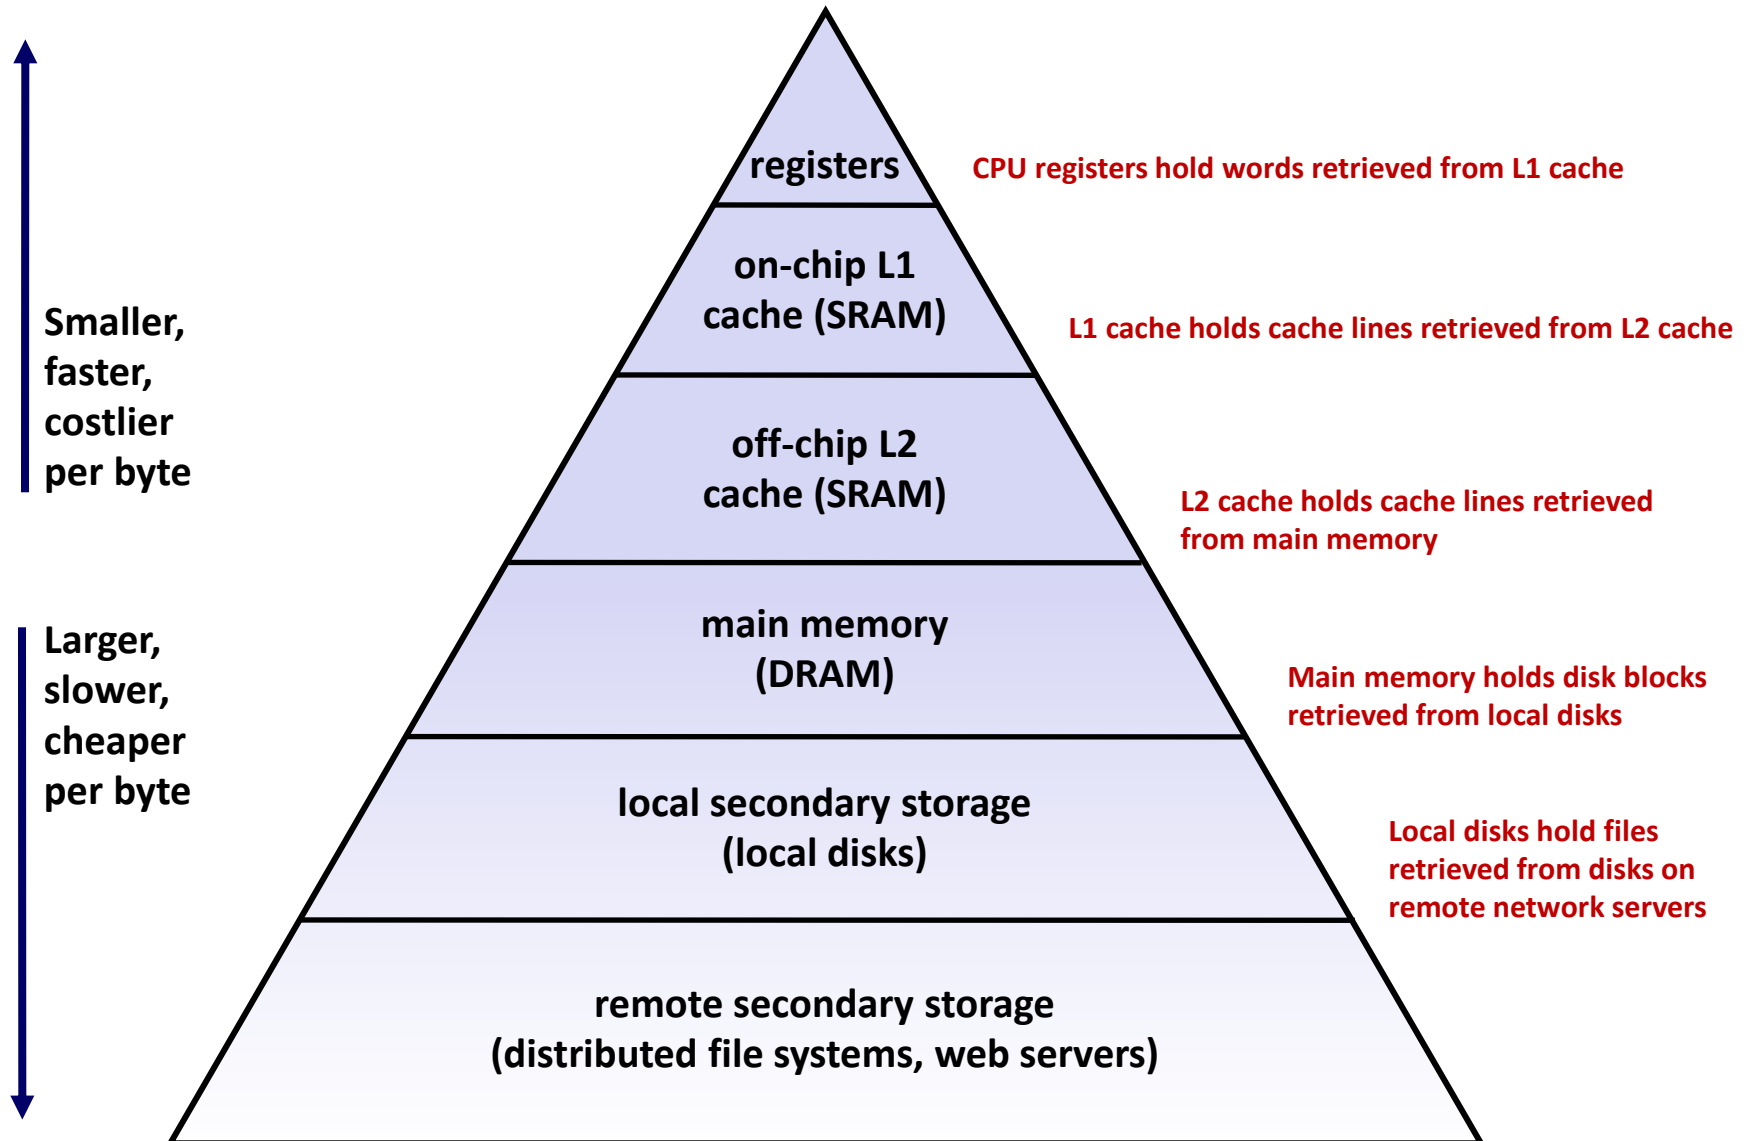 registers
CPU registers hold words retrieved from L1 cache
on-chip L1
cache (SRAM)
L1 cache holds cache lines retrieved from L2 cache
Smaller,
faster,
costlier
per byte
off-chip L2
cache (SRAM)
L2 cache holds cache lines retrieved
from main memory
Larger,
slower,
cheaper
per byte
main memory
(DRAM)
Main memory holds disk blocks
retrieved from local disks
local secondary storage
(local disks)
Local disks hold files
retrieved from disks on
remote network servers
remote secondary storage
(distributed file systems, web servers)